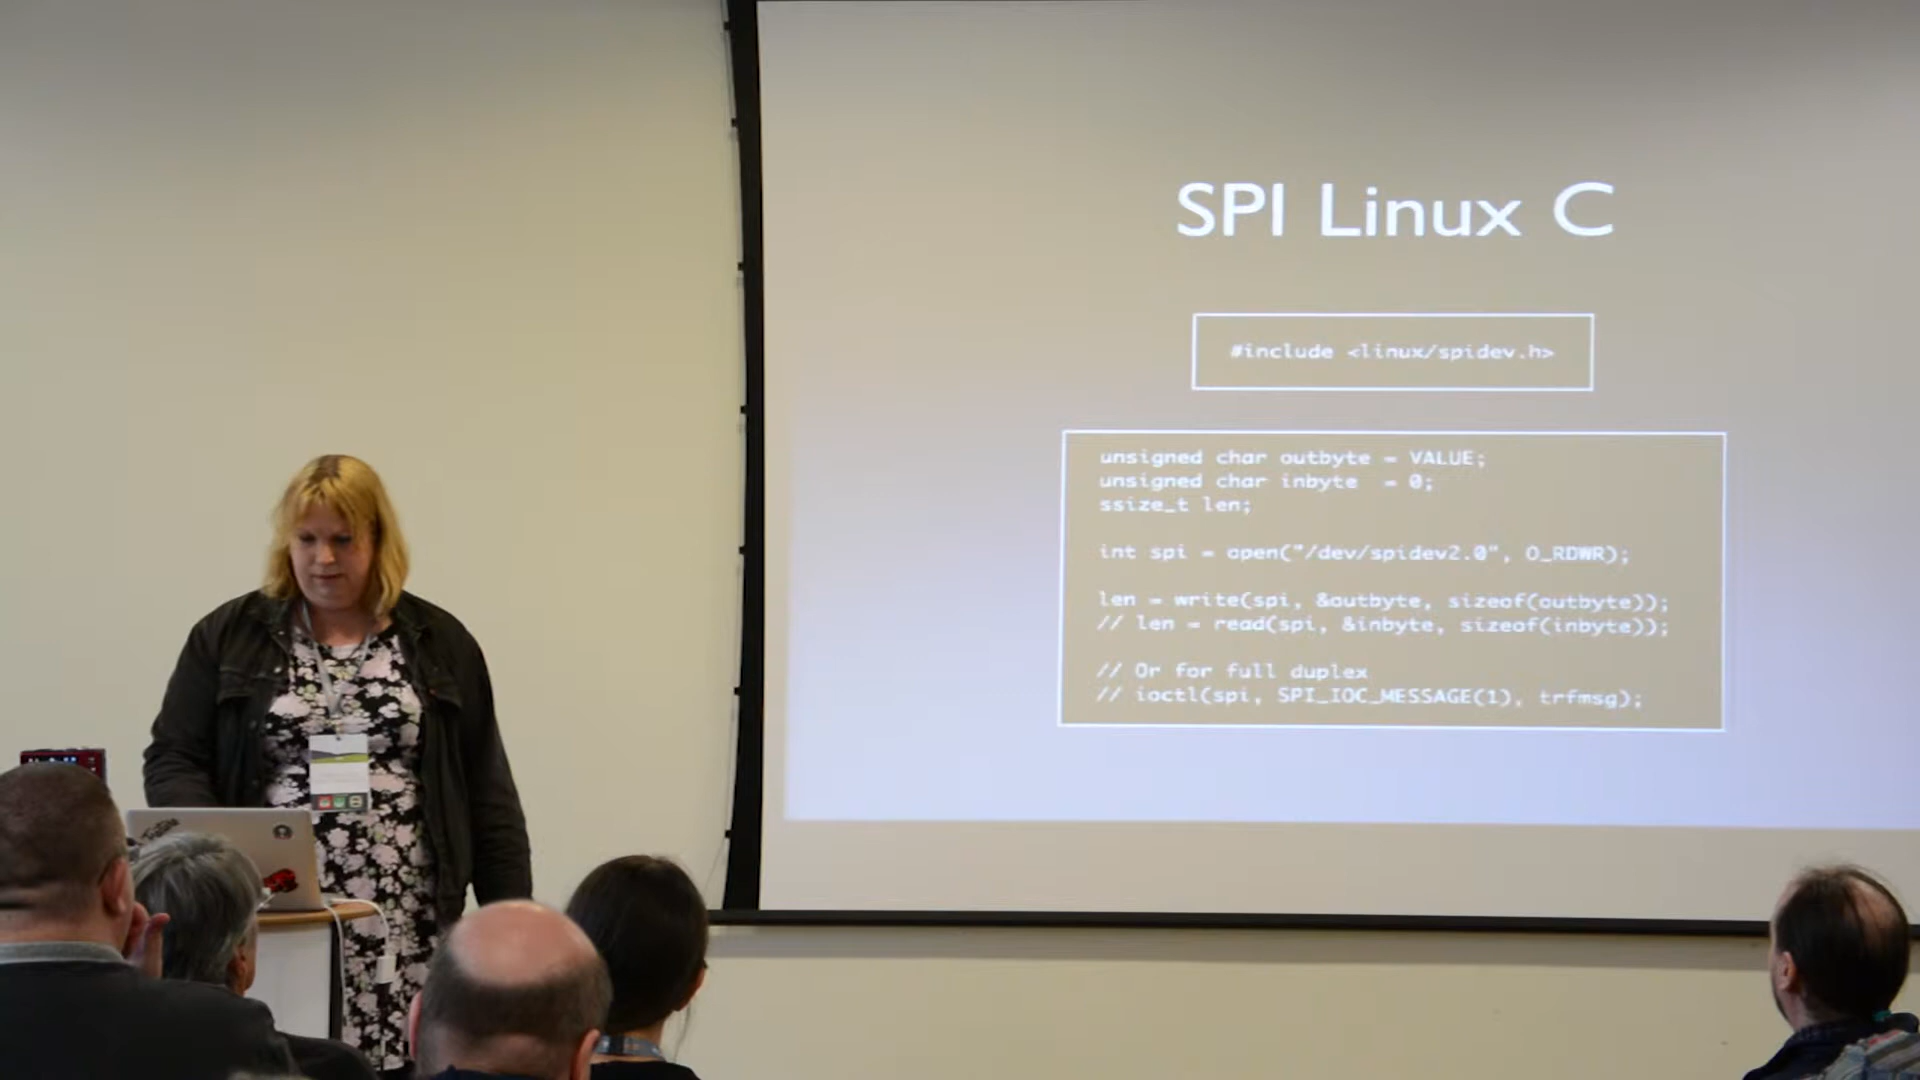 SPI Linux C
#include <linux/spidev.h>
unsigned char outbyte = VALUE;
unsigned char inbyte  = 0;
ssize_t len;
int spi = open("/dev/spidev2.0", O_RDWR);
len = write(spi, &outbyte, sizeof(outbyte));
// len = read(spi, &inbyte, sizeof(inbyte));
// Or for full duplex
// ioctl(spi, SPI_IOC_MESSAGE(1), trfmsg);